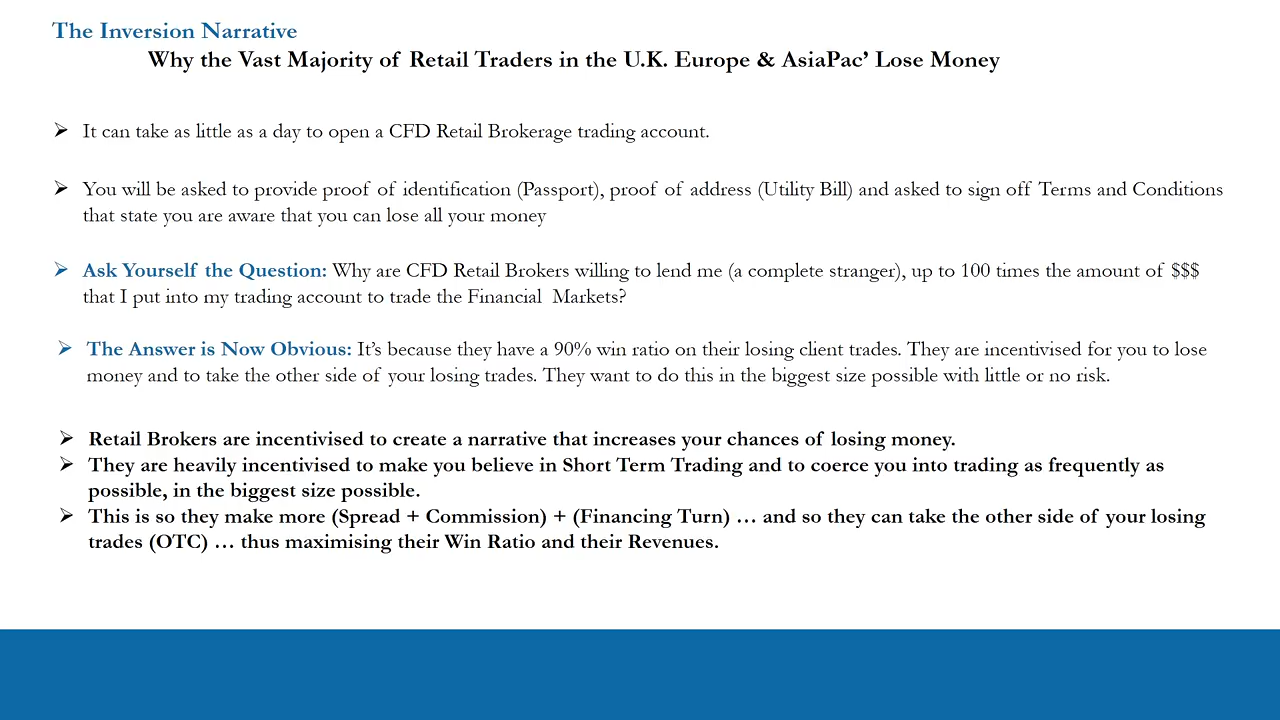 The Inversion Narrative
Why the Vast Majority of Retail Traders in the U.K. Europe & AsiaPac’ Lose Money
➢ It can take as little as a day to open a CFD Retail Brokerage trading account.
➢ You will be asked to provide proof of identification (Passport), proof of address (Utility Bill) and asked to sign off Terms and Conditions
that state you are aware that you can lose all your money
➢ Ask Yourself the Question: Why are CFD Retail Brokers willing to lend me (a complete stranger), up to 100 times the amount of $$$
that I put into my trading account to trade the Financial Markets?
➢ The Answer is Now Obvious: It’s because they have a 90% win ratio on their losing client trades. They are incentivised for you to lose
money and to take the other side of your losing trades. They want to do this in the biggest size possible with little or no risk.
➢ Retail Brokers are incentivised to create a narrative that increases your chances of losing money.
➢ They are heavily incentivised to make you believe in Short Term Trading and to coerce you into trading as frequently as
possible, in the biggest size possible.
➢ This is so they make more (Spread + Commission) + (Financing Turn) … and so they can take the other side of your losing
trades (OTC) … thus maximising their Win Ratio and their Revenues.